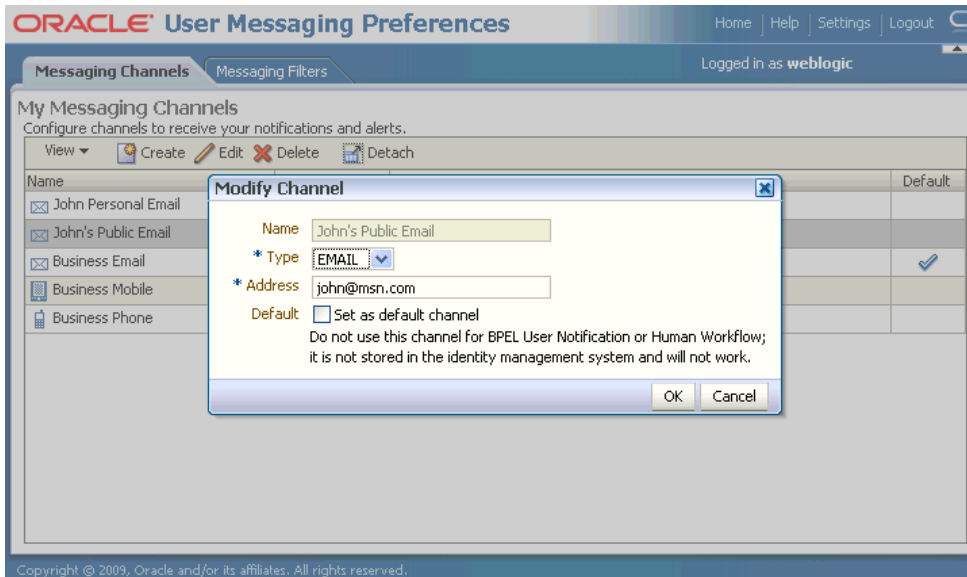 ORACLE User Messaging Preferences
Home | Help | Settings | Logout
Messaging Channels Messaging Filters Logged in as weblogic
My Messaging Channels
Configure channels to receive your notifications and alerts.
View Create Edit Delete Detach
Name Default
John Personal Email
John's Public Email
Business Email
Business Mobile
Business Phone
Modify Channel
Name John's Public Email
* Type EMAIL
* Address john@msn.com
Default Set as default channel
Do not use this channel for BPEL User Notification or Human Workflow;
it is not stored in the identity management system and will not work.
OK Cancel
Copyright © 2009, Oracle and/or its affiliates. All rights reserved.